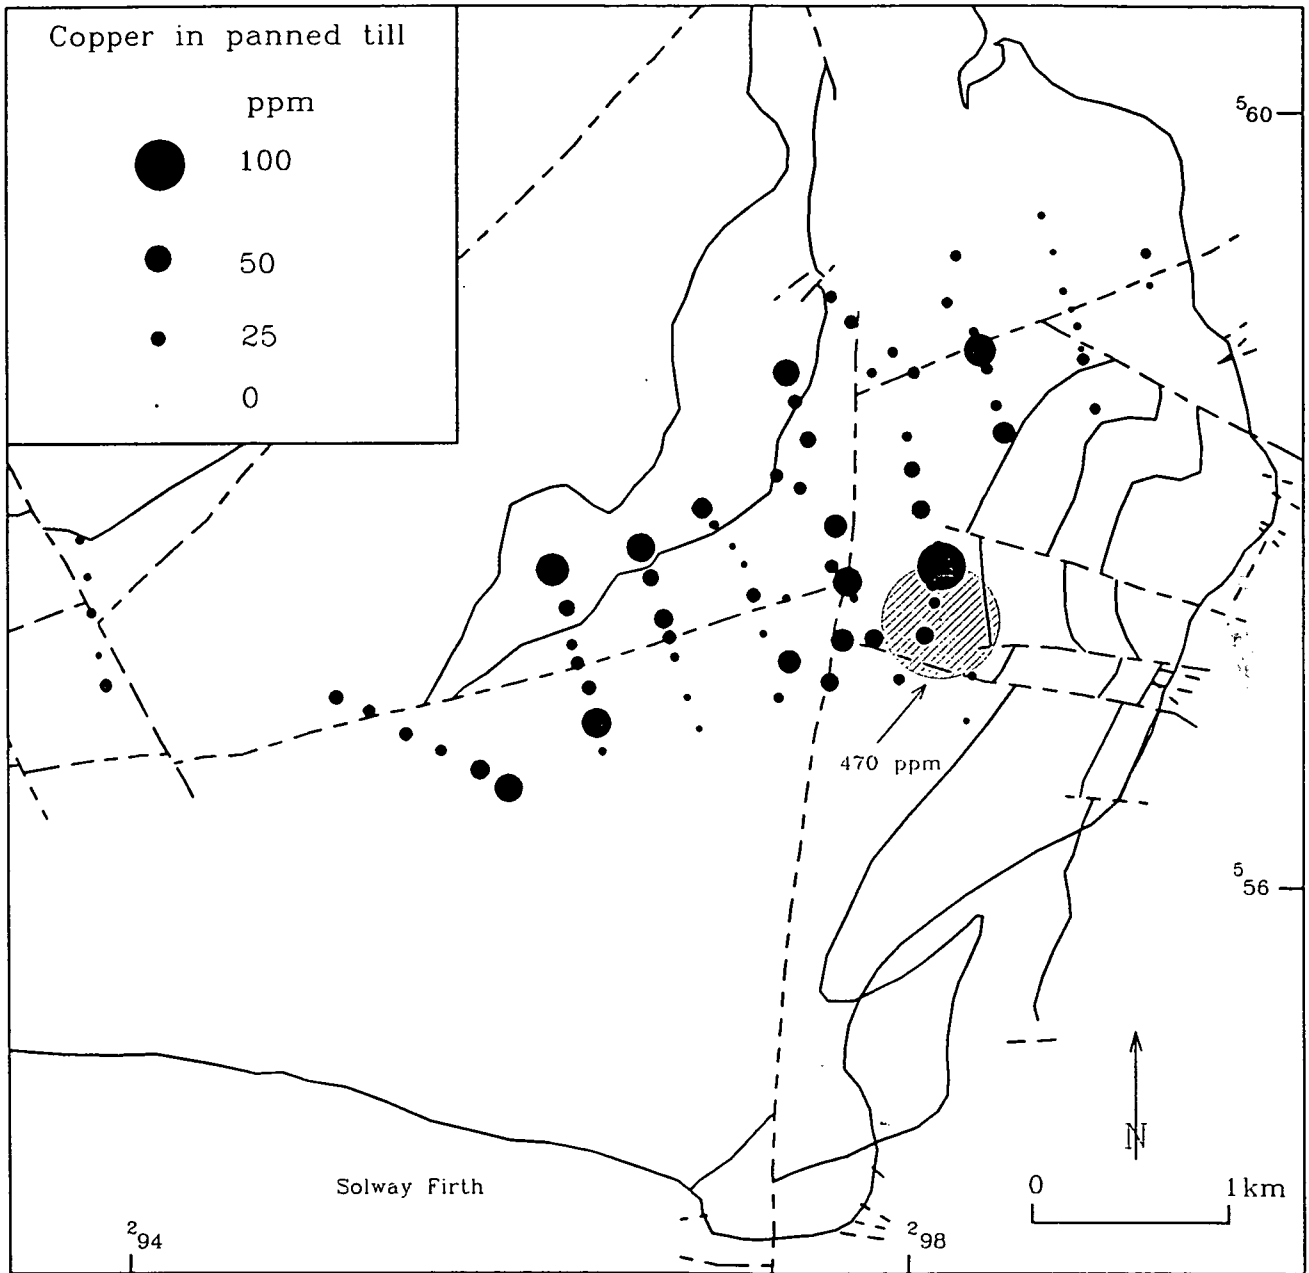 Copper in panned till
ppm
100
50
25
0
⁵60
470 ppm
⁵56
N
Solway Firth
0 1km
²94
²98